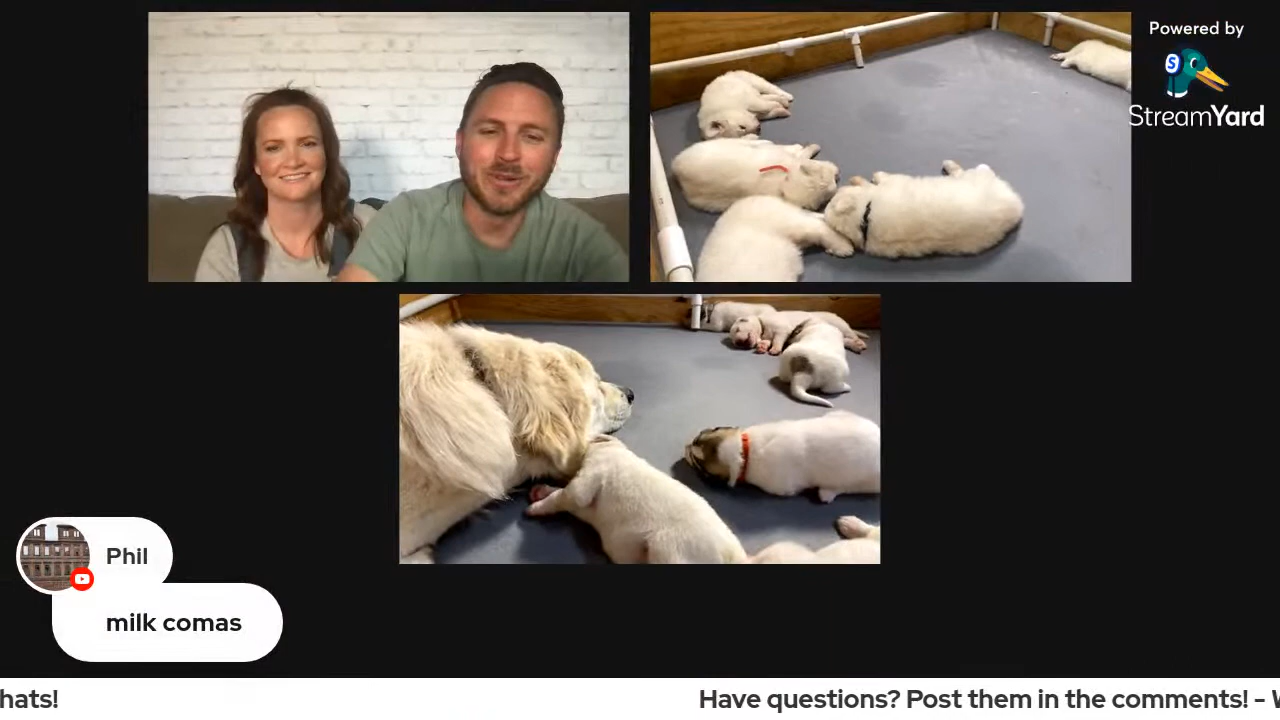 Powered by
StreamYard
Phil
milk comas
hats!
Have questions? Post them in the comments! - W